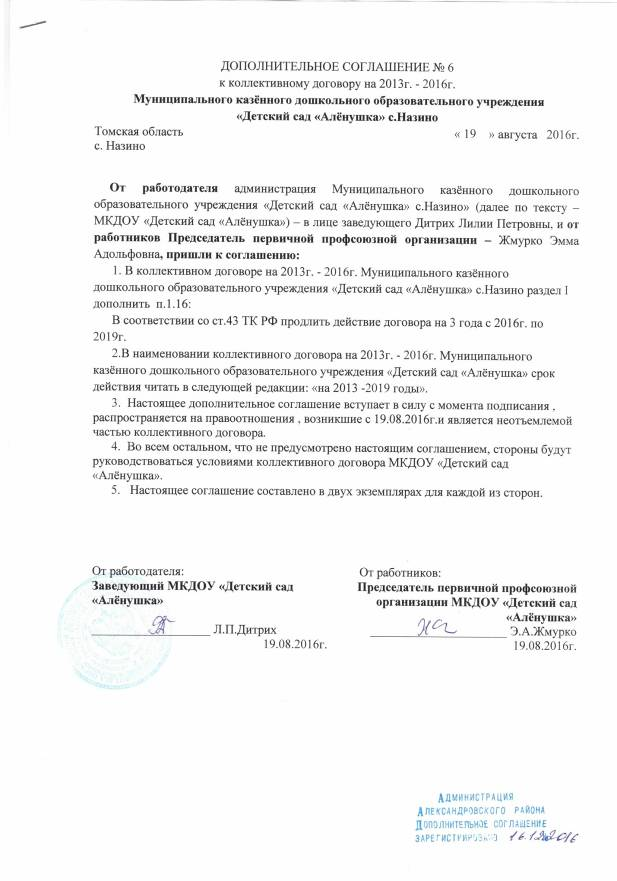 ДОПОЛНИТЕЛЬНОЕ СОГЛАШЕНИЕ № 6
к коллективному договору на 2013г. - 2016г.
Муниципального казённого дошкольного образовательного учреждения
«Детский сад «Алёнушка» с.Назино
Томская область « 19 » августа 2016г.
с. Назино
От работодателя администрация Муниципального казённого дошкольного
образовательного учреждения «Детский сад «Алёнушка» с.Назино» (далее по тексту –
МКДОУ «Детский сад «Алёнушка») – в лице заведующего Дитрих Лилии Петровны, и от
работников Председатель первичной профсоюзной организации – Жмурко Эмма
Адольфовна, пришли к соглашению:
1. В коллективном договоре на 2013г. - 2016г. Муниципального казённого
дошкольного образовательного учреждения «Детский сад «Алёнушка» с.Назино раздел I
дополнить п.1.16:
В соответствии со ст.43 ТК РФ продлить действие договора на 3 года с 2016г. по
2019г.
2.В наименовании коллективного договора на 2013г. - 2016г. Муниципального
казённого дошкольного образовательного учреждения «Детский сад «Алёнушка» срок
действия читать в следующей редакции: «на 2013 -2019 годы».
3. Настоящее дополнительное соглашение вступает в силу с момента подписания ,
распространяется на правоотношения , возникшие с 19.08.2016г.и является неотъемлемой
частью коллективного договора.
4. Во всем остальном, что не предусмотрено настоящим соглашением, стороны будут
руководствоваться условиями коллективного договора МКДОУ «Детский сад
«Алёнушка».
5. Настоящее соглашение составлено в двух экземплярах для каждой из сторон.
От работодателя: От работников:
Заведующий МКДОУ «Детский сад Председатель первичной профсоюзной
«Алёнушка» организации МКДОУ «Детский сад
«Алёнушка»
Л.П.Дитрих Э.А.Жмурко
19.08.2016г. 19.08.2016г.
АДМИНИСТРАЦИЯ
АЛЕКСАНДРОВСКОГО РАЙОНА
ДОПОЛНИТЕЛЬНОЕ СОГЛАШЕНИЕ
ЗАРЕГИСТРИРОВАНО 16.12.2016